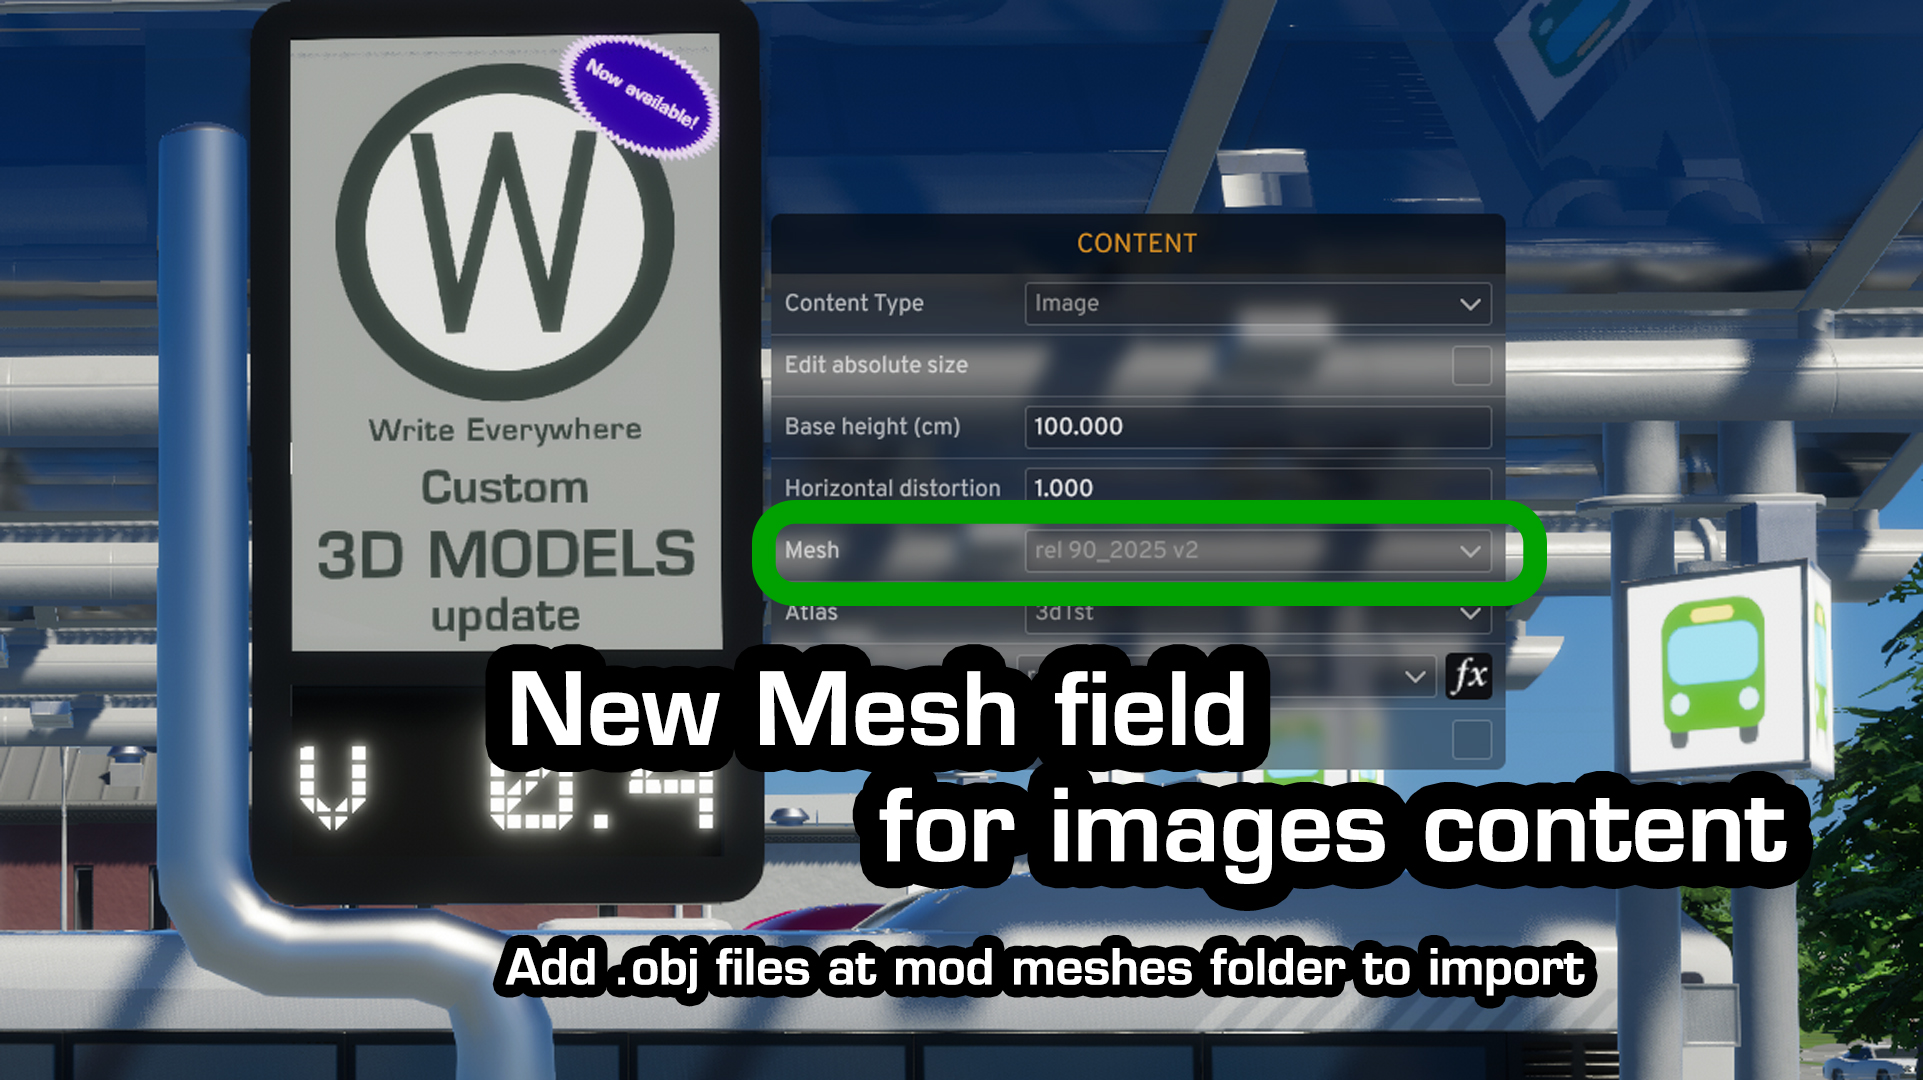 Now available!
W
Write Everywhere
Custom
3D MODELS
update
V 0.4
CONTENT
Content Type Image
Edit absolute size
Base height (cm) 100.000
Horizontal distortion 1.000
Mesh rel 90_2025 v2
Atlas 3d1st
fx
New Mesh field
for images content
Add .obj files at mod meshes folder to import